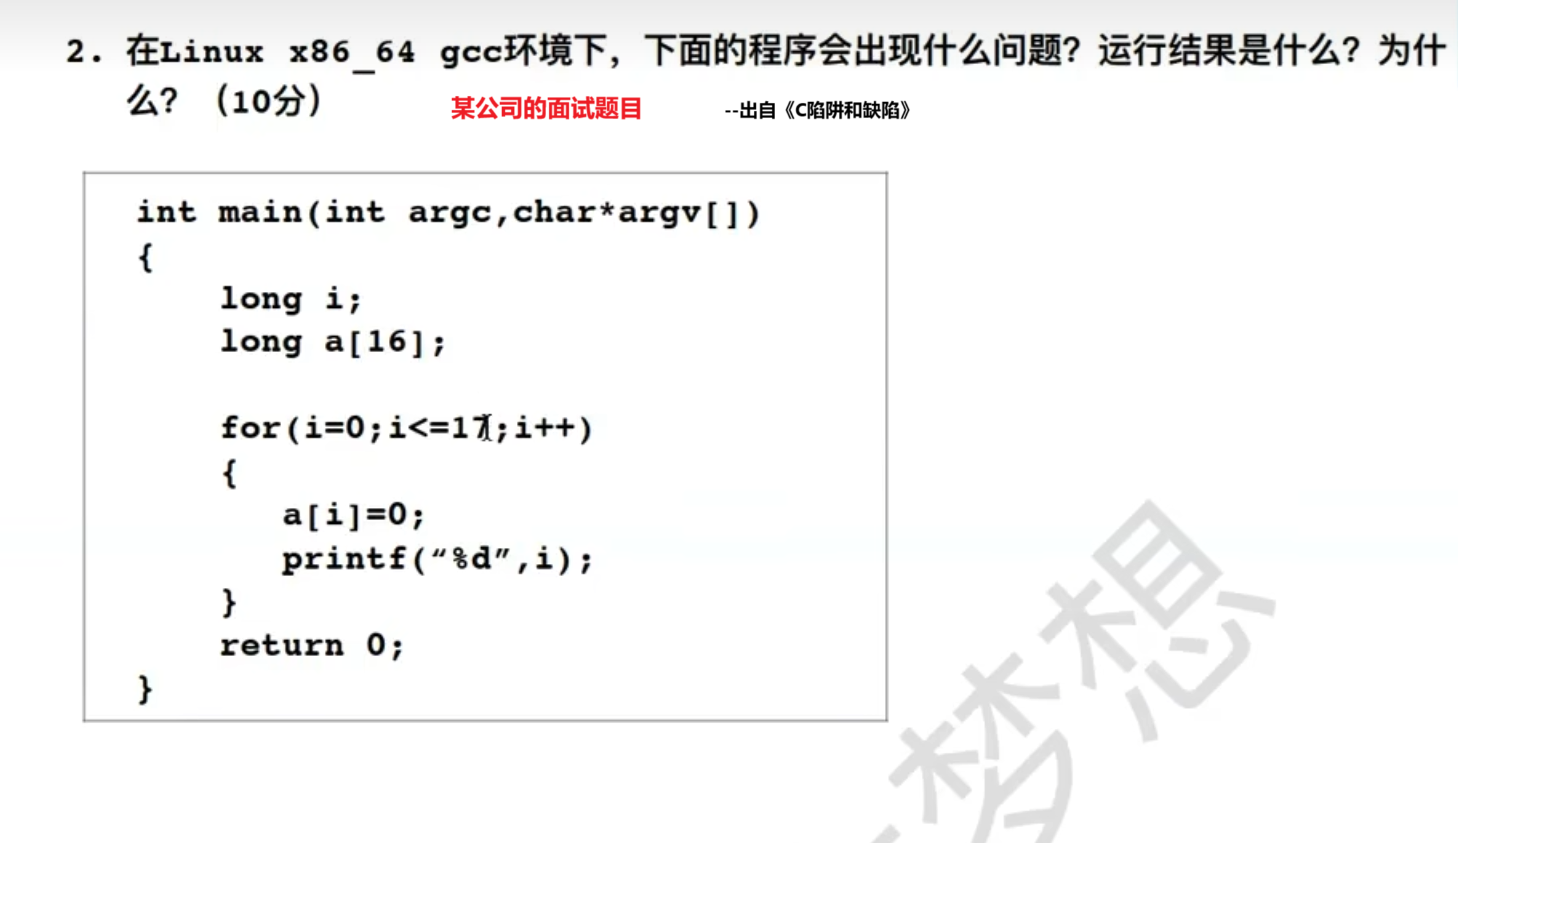 2. 在Linux x86_64 gcc环境下，下面的程序会出现什么问题？运行结果是什么？为什
么？（10分）
某公司的面试题目
--出自《C陷阱和缺陷》
int main(int argc,char*argv[])
{
long i;
long a[16];
for(i=0;i<=17;i++)
{
a[i]=0;
printf(“%d”,i);
}
return 0;
}
梦想